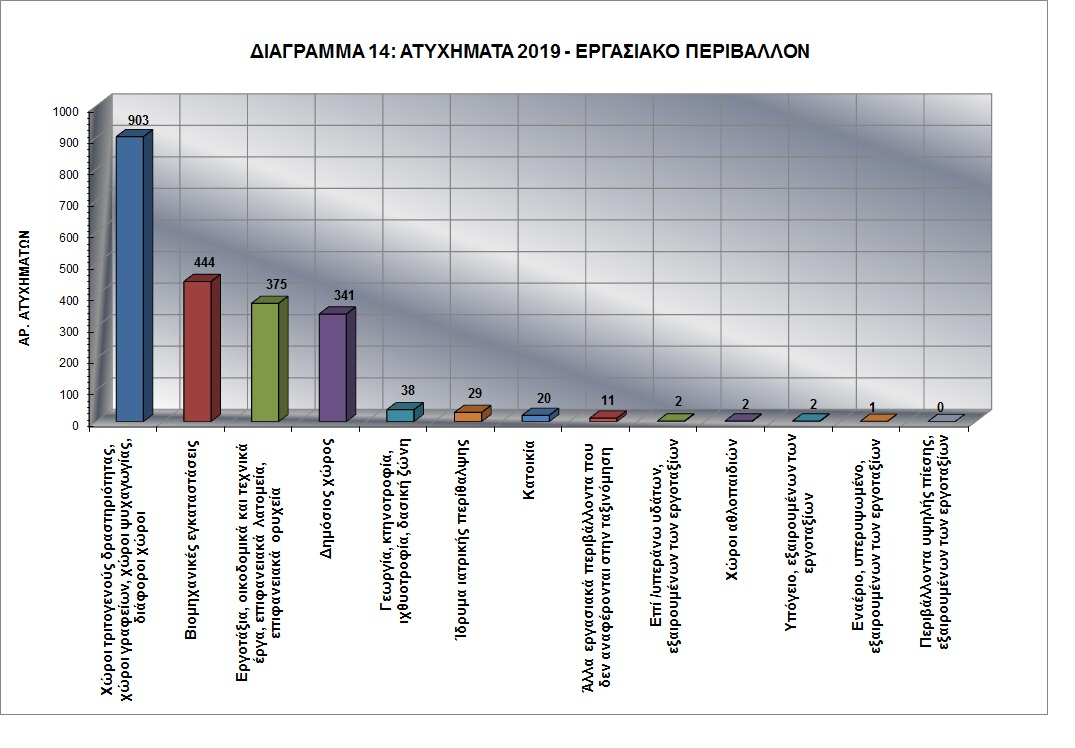 ΔΙΑΓΡΑΜΜΑ 14: ΑΤΥΧΗΜΑΤΑ 2019 - ΕΡΓΑΣΙΑΚΟ ΠΕΡΙΒΑΛΛΟΝ
ΑΡ. ΑΤΥΧΗΜΑΤΩΝ
1000
900
800
700
600
500
400
300
200
100
0
903
444
375
341
38
29
20
11
2
2
2
1
0
Χώροι τριτογενούς δραστηριότητας,
χώροι γραφείων, χώροι ψυχαγωγίας,
διάφοροι χώροι
Βιομηχανικές εγκαταστάσεις
Εργοτάξια, οικοδομικά και τεχνικά
έργα, επιφανειακά λατομεία,
επιφανειακά ορυχεία
Δημόσιος χώρος
Γεωργία, κτηνοτροφία,
ιχθυοτροφία, δασική ζώνη
Ίδρυμα ιατρικής περίθαλψης
Κατοικία
Άλλα εργασιακά περιβάλλοντα που
δεν αναφέρονται στην ταξινόμηση
Επί /υπεράνω υδάτων,
εξαιρουμένων των εργοταξίων
Χώροι αθλοπαιδιών
Υπόγειο, εξαιρουμένων των
εργοταξίων
Εναέριο, υπερυψωμένο,
εξαιρουμένων των εργοταξίων
Περιβάλλοντα υψηλής πίεσης,
εξαιρουμένων των εργοταξίων